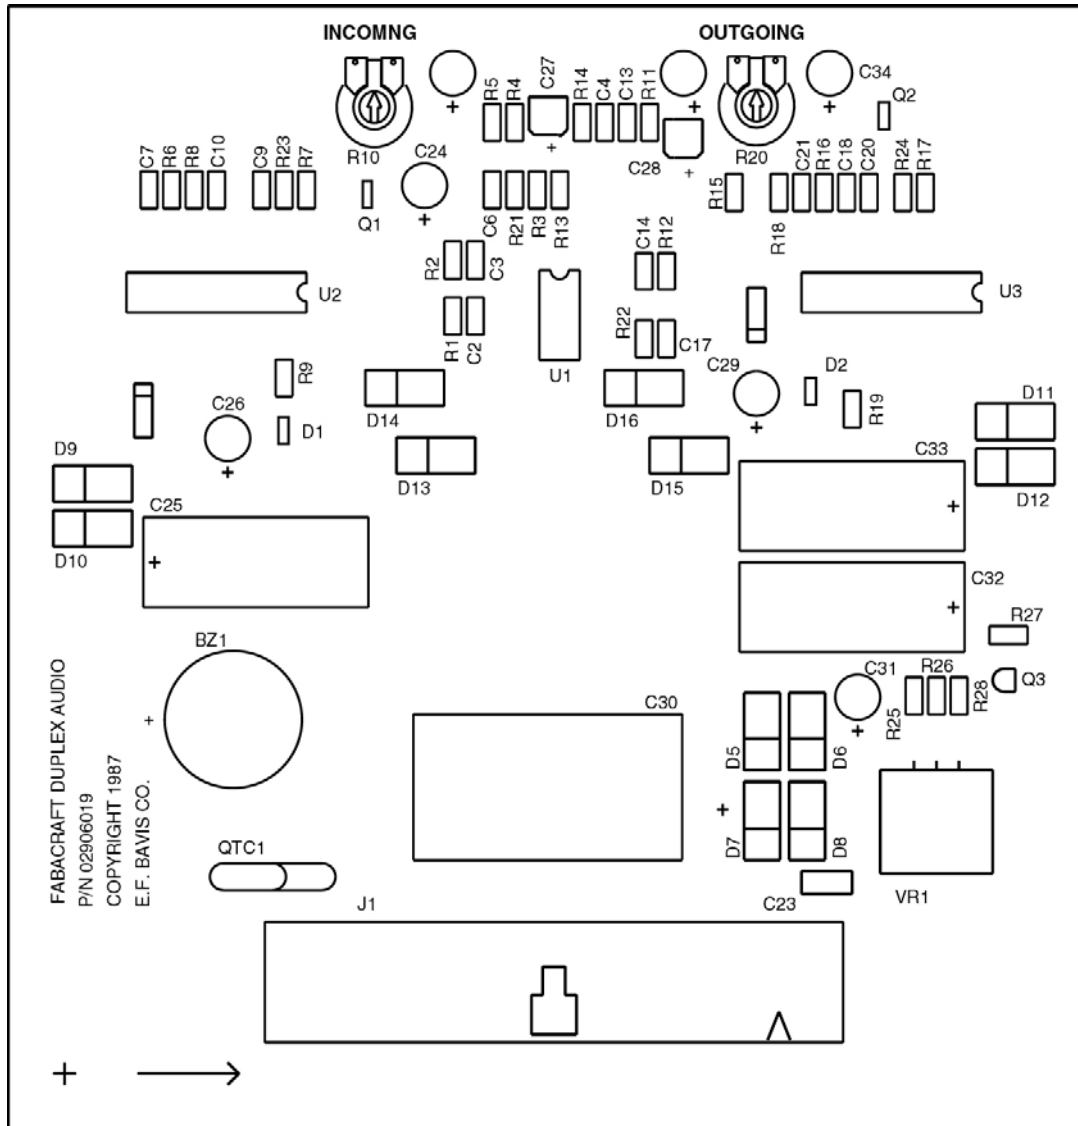 INCOMNG
OUTGOING
R5
R4
C27
R14
C4
C13
R11
C34
Q2
R10
C24
C28
R20
C7
R6
R8
C10
C9
R23
R7
Q1
C6
R21
R3
R13
R15
R18
C21
R16
C18
C20
R24
R17
R2
C3
C14
R12
U2
U3
R1
C2
U1
R22
C17
R9
D14
C29
D2
D16
R19
D11
C26
D1
D9
D13
D15
C33
D12
C25
D10
C32
R27
BZ1
C31
R26
R28
Q3
R25
C30
D5
D6
D7
D8
QTC1
VR1
J1
C23
FABACRAFT DUPLEX AUDIO
P/N 02906019
COPYRIGHT 1987
E.F. BAVIS CO.